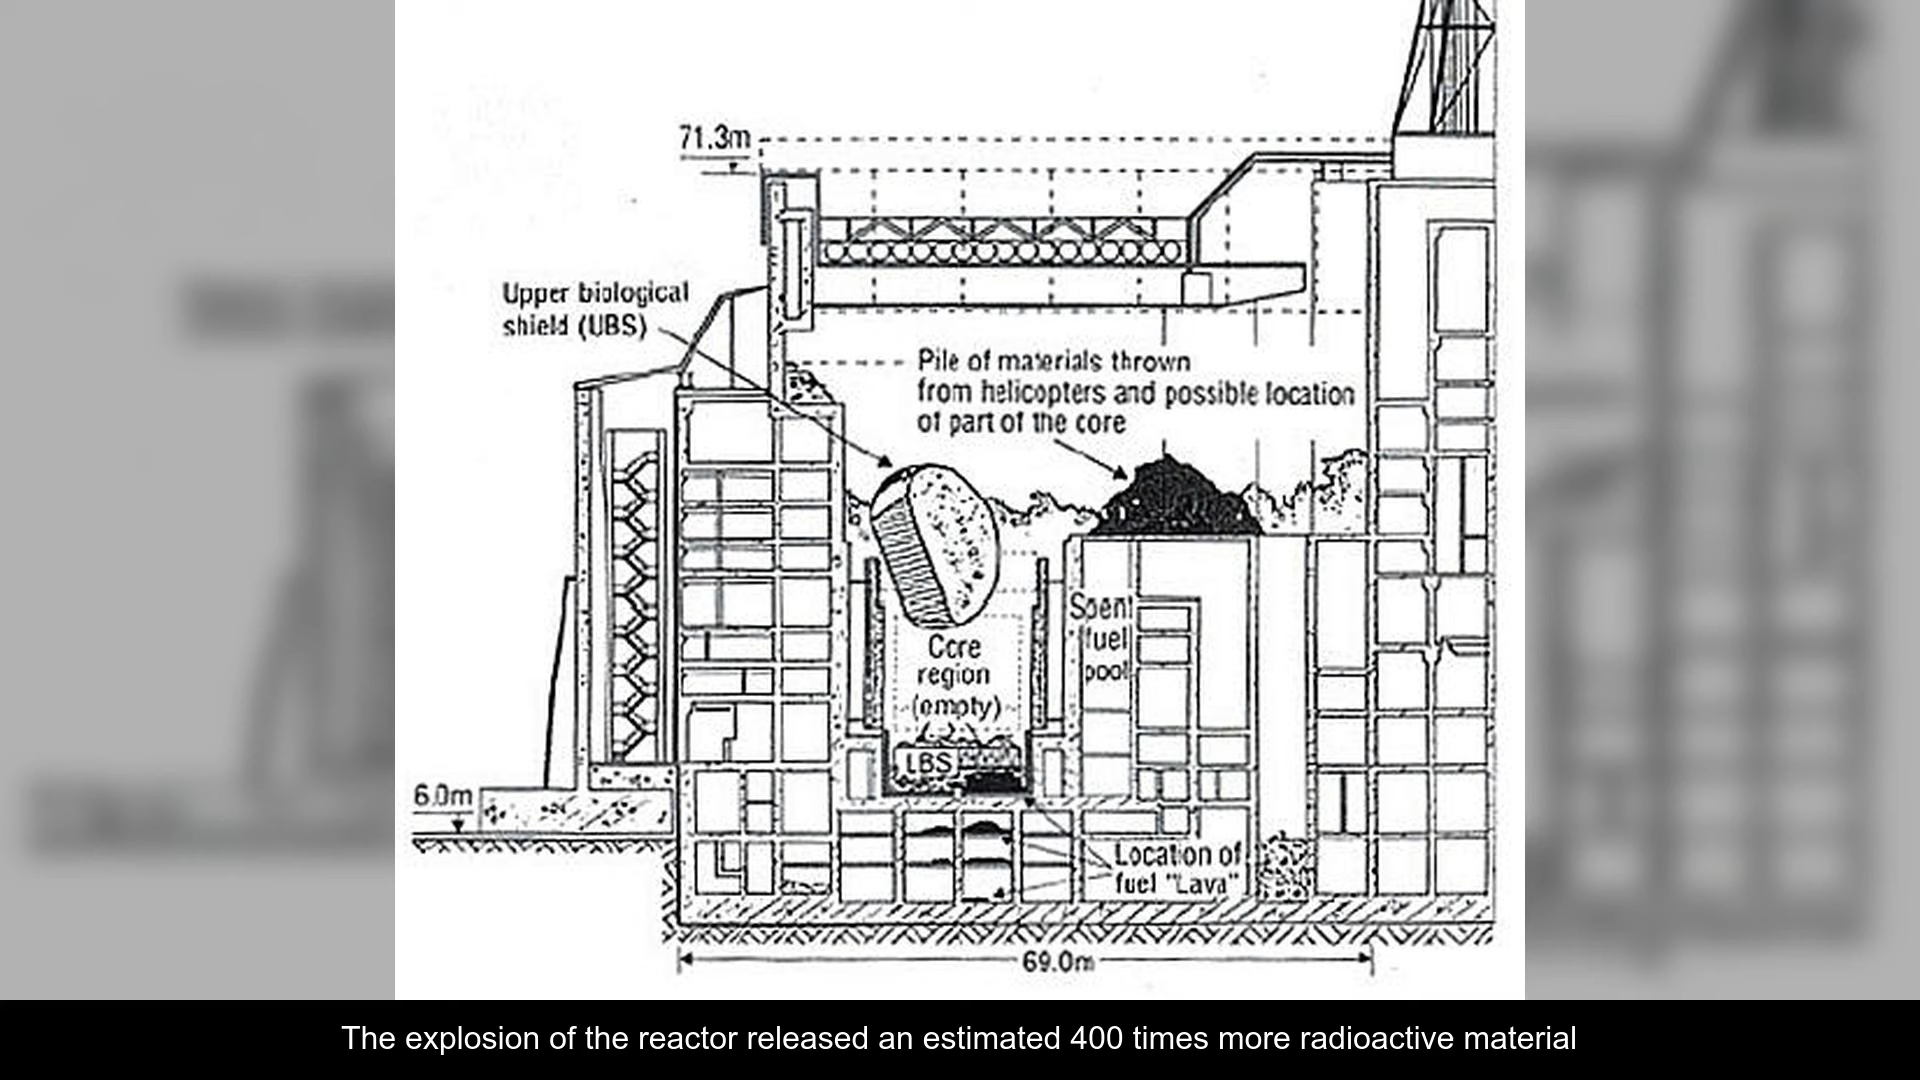 71.3m
Upper biological
shield (UBS)
Pile of materials thrown
from helicopters and possible location
of part of the core
Spent
fuel
pool
Core
region
(empty)
LBS
6.0m
Location of
fuel "Lava"
69.0m
The explosion of the reactor released an estimated 400 times more radioactive material